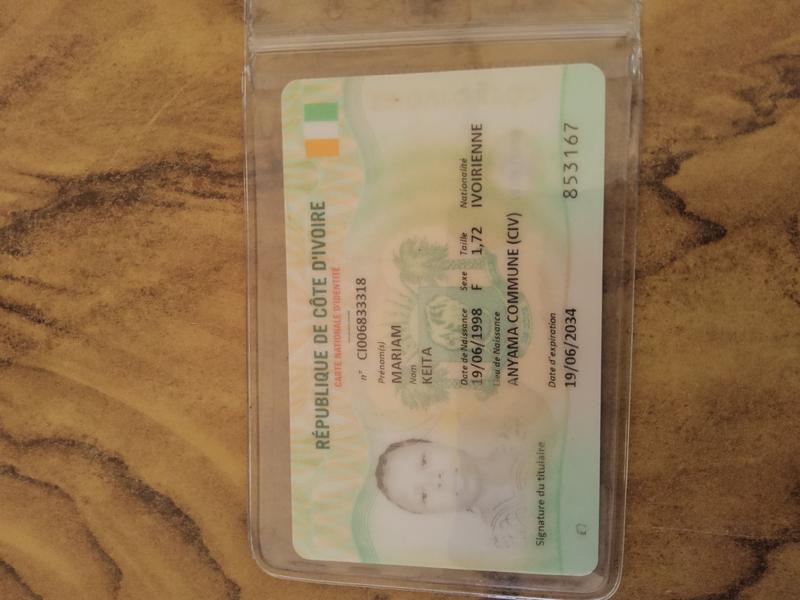 RÉPUBLIQUE DE CÔTE D'IVOIRE
CARTE NATIONALE D'IDENTITÉ
n° CI006833318
Prénom(s)
MARIAM
Nom
KEITA
Date de Naissance Sexe Taille Nationalité
19/06/1998 F 1,72 IVOIRIENNE
Lieu de Naissance
ANYAMA COMMUNE (CIV)
Date d'expiration
19/06/2034
853167
Signature du titulaire